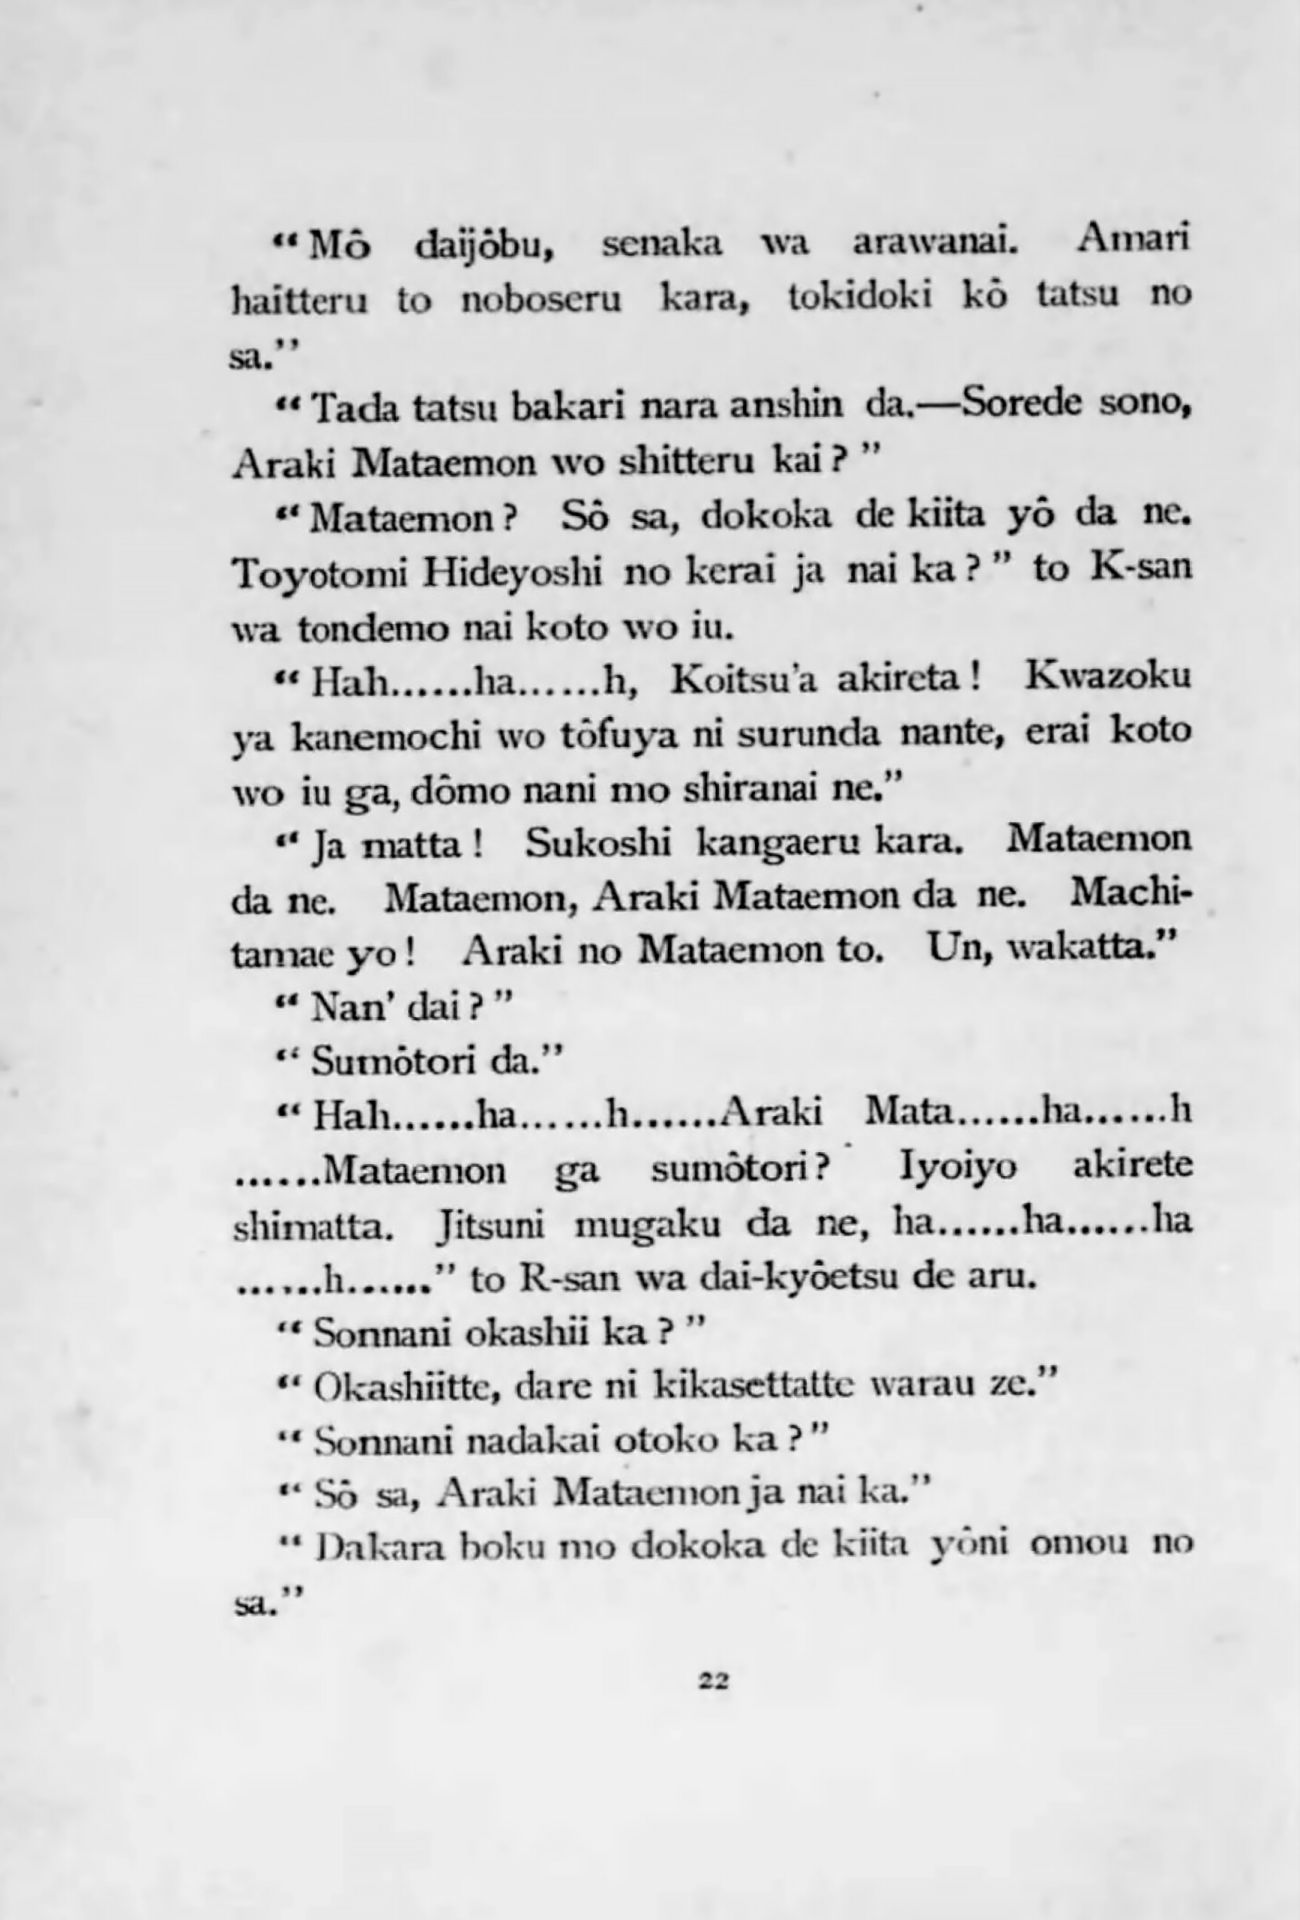 “ Mô daijôbu, senaka wa arawanai. Amari
haitteru to noboseru kara, tokidoki kô tatsu no
sa.”
“ Tada tatsu bakari nara anshin da.—Sorede sono,
Araki Mataemon wo shitteru kai ? ”
“ Mataemon ? Sô sa, dokoka de kiita yô da ne.
Toyotomi Hideyoshi no kerai ja nai ka ? ” to K-san
wa tondemo nai koto wo iu.
“ Hah......ha......h, Koitsu’a akireta ! Kwazoku
ya kanemochi wo tôfuya ni surunda nante, erai koto
wo iu ga, dômo nani mo shiranai ne.”
“ Ja matta ! Sukoshi kangaeru kara. Mataemon
da ne. Mataemon, Araki Mataemon da ne. Machi-
tamae yo ! Araki no Mataemon to. Un, wakatta.”
“ Nan’ dai ? ”
“ Sumôtori da.”
“ Hah......ha......h......Araki Mata......ha......h
......Mataemon ga sumôtori ? Iyoiyo akirete
shimatta. Jitsuni mugaku da ne, ha......ha......ha
......h......” to R-san wa dai-kyôetsu de aru.
“ Sonnani okashii ka ? ”
“ Okashiitte, dare ni kikasettatte warau ze.”
“ Sonnani nadakai otoko ka ? ”
“ Sô sa, Araki Mataemon ja nai ka.”
“ Dakara boku mo dokoka de kiita yôni omou no
sa.”
22